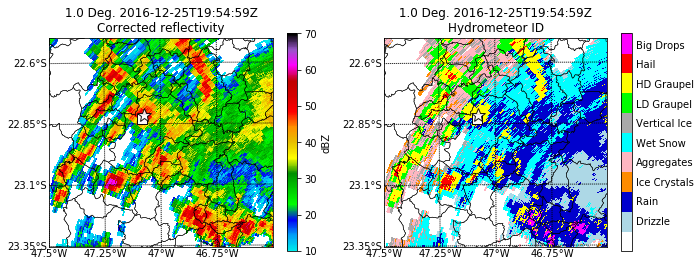 1.0 Deg. 2016-12-25T19:54:59Z
Corrected reflectivity
22.6°S
22.85°S
23.1°S
23.35°S
47.5°W
47.25°W
47°W
46.75°W
70
60
50
40
30
20
10
dBZ
1.0 Deg. 2016-12-25T19:54:59Z
Hydrometeor ID
22.6°S
22.85°S
23.1°S
23.35°S
47.5°W
47.25°W
47°W
46.75°W
Big Drops
Hail
HD Graupel
LD Graupel
Vertical Ice
Wet Snow
Aggregates
Ice Crystals
Rain
Drizzle